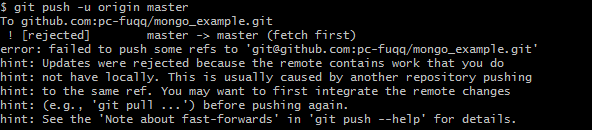 $ git push -u origin master
To github.com:pc-fuqq/mongo_example.git
 ! [rejected]        master -> master (fetch first)
error: failed to push some refs to 'git@github.com:pc-fuqq/mongo_example.git'
hint: Updates were rejected because the remote contains work that you do
hint: not have locally. This is usually caused by another repository pushing
hint: to the same ref. You may want to first integrate the remote changes
hint: (e.g., 'git pull ...') before pushing again.
hint: See the 'Note about fast-forwards' in 'git push --help' for details.